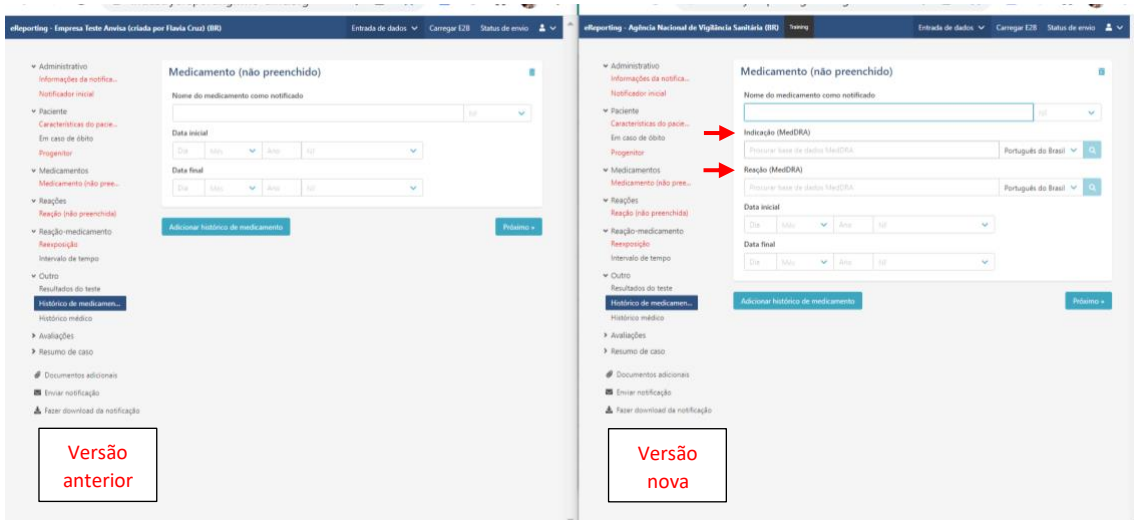 eReporting - Empresa Teste Anvisa (criada por Flavia Cruz) (BR)
Entrada de dados
Carregar E2B
Status de envio
Administrativo
Informações da notifica...
Notificador inicial
Paciente
Características do pacie...
Em caso de óbito
Progenitor
Medicamentos
Medicamento (não pree...
Reações
Reação (não preenchida)
Reação-medicamento
Reexposição
Intervalo de tempo
Outro
Resultados do teste
Histórico de medicamen...
Histórico médico
Avaliações
Resumo de caso
Documentos adicionais
Enviar notificação
Fazer download da notificação
Medicamento (não preenchido)
Nome do medicamento como notificado
NI
Data inicial
Dia Mês Ano NI
Data final
Dia Mês Ano NI
Adicionar histórico de medicamento
Próximo »
Versão
anterior
eReporting - Agência Nacional de Vigilância Sanitária (BR)
Training
Entrada de dados
Carregar E2B
Status de envio
Administrativo
Informações da notifica...
Notificador inicial
Paciente
Características do pacie...
Em caso de óbito
Progenitor
Medicamentos
Medicamento (não pree...
Reações
Reação (não preenchida)
Reação-medicamento
Reexposição
Intervalo de tempo
Outro
Resultados do teste
Histórico de medicamen...
Histórico médico
Avaliações
Resumo de caso
Documentos adicionais
Enviar notificação
Fazer download da notificação
Medicamento (não preenchido)
Nome do medicamento como notificado
NI
Indicação (MedDRA)
Procurar base de dados MedDRA
Português do Brasil
Reação (MedDRA)
Procurar base de dados MedDRA
Português do Brasil
Data inicial
Dia Mês Ano NI
Data final
Dia Mês Ano NI
Adicionar histórico de medicamento
Próximo »
Versão
nova